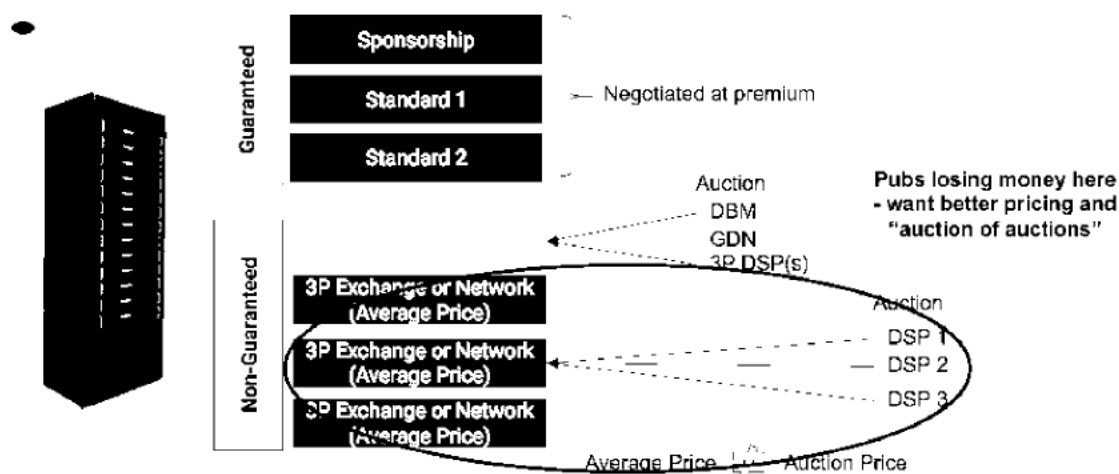 Guaranteed
Sponsorship
Standard 1
Standard 2
Negotiated at premium
Non-Guaranteed
Auction
DBM
GDN
3P DSP(s)
Pubs losing money here
- want better pricing and
“auction of auctions”
3P Exchange or Network
(Average Price)
3P Exchange or Network
(Average Price)
3P Exchange or Network
(Average Price)
Auction
DSP 1
DSP 2
DSP 3
Average Price
Auction Price